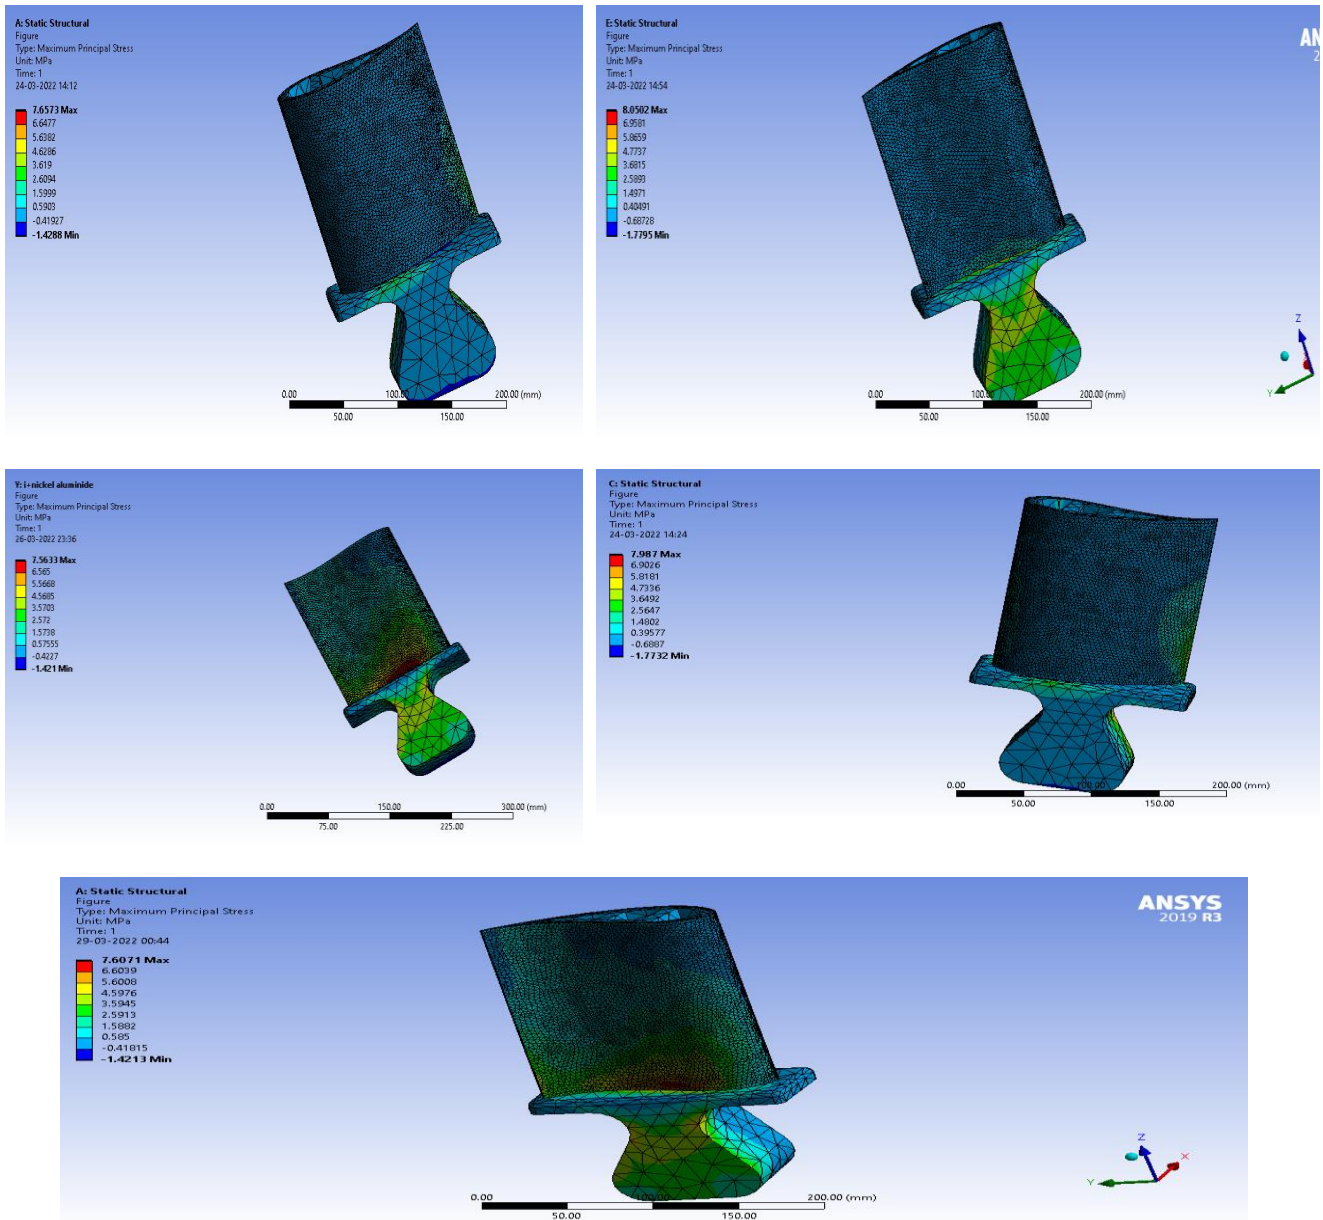 A: Static Structural
Figure
Type: Maximum Principal Stress
Unit: MPa
Time: 1
24-03-2022 14:12
7.6573 Max
6.6477
5.6382
4.6286
3.619
2.6094
1.5999
0.5903
-0.41927
-1.4288 Min
0.00 100.00 200.00 (mm)
50.00 150.00
E: Static Structural
Figure
Type: Maximum Principal Stress
Unit: MPa
Time: 1
24-03-2022 14:54
8.0502 Max
6.9581
5.8659
4.7737
3.6815
2.5893
1.4971
0.40491
-0.68728
-1.7795 Min
AN
2
0.00 100.00 200.00 (mm)
50.00 150.00
Z
Y
Y: i+nickel aluminide
Figure
Type: Maximum Principal Stress
Unit: MPa
Time: 1
26-03-2022 23:36
7.5633 Max
6.565
5.5668
4.5685
3.5703
2.572
1.5738
0.57555
-0.4227
-1.421 Min
0.00 150.00 300.00 (mm)
75.00 225.00
C: Static Structural
Figure
Type: Maximum Principal Stress
Unit: MPa
Time: 1
24-03-2022 14:24
7.987 Max
6.9026
5.8181
4.7336
3.6492
2.5647
1.4802
0.39577
-0.6887
-1.7732 Min
0.00 100.00 200.00 (mm)
50.00 150.00
A: Static Structural
Figure
Type: Maximum Principal Stress
Unit: MPa
Time: 1
29-03-2022 00:44
7.6071 Max
6.6039
5.6008
4.5976
3.5945
2.5913
1.5882
0.585
-0.41815
-1.4213 Min
ANSYS
2019 R3
0.00 100.00 200.00 (mm)
50.00 150.00
Z
X
Y